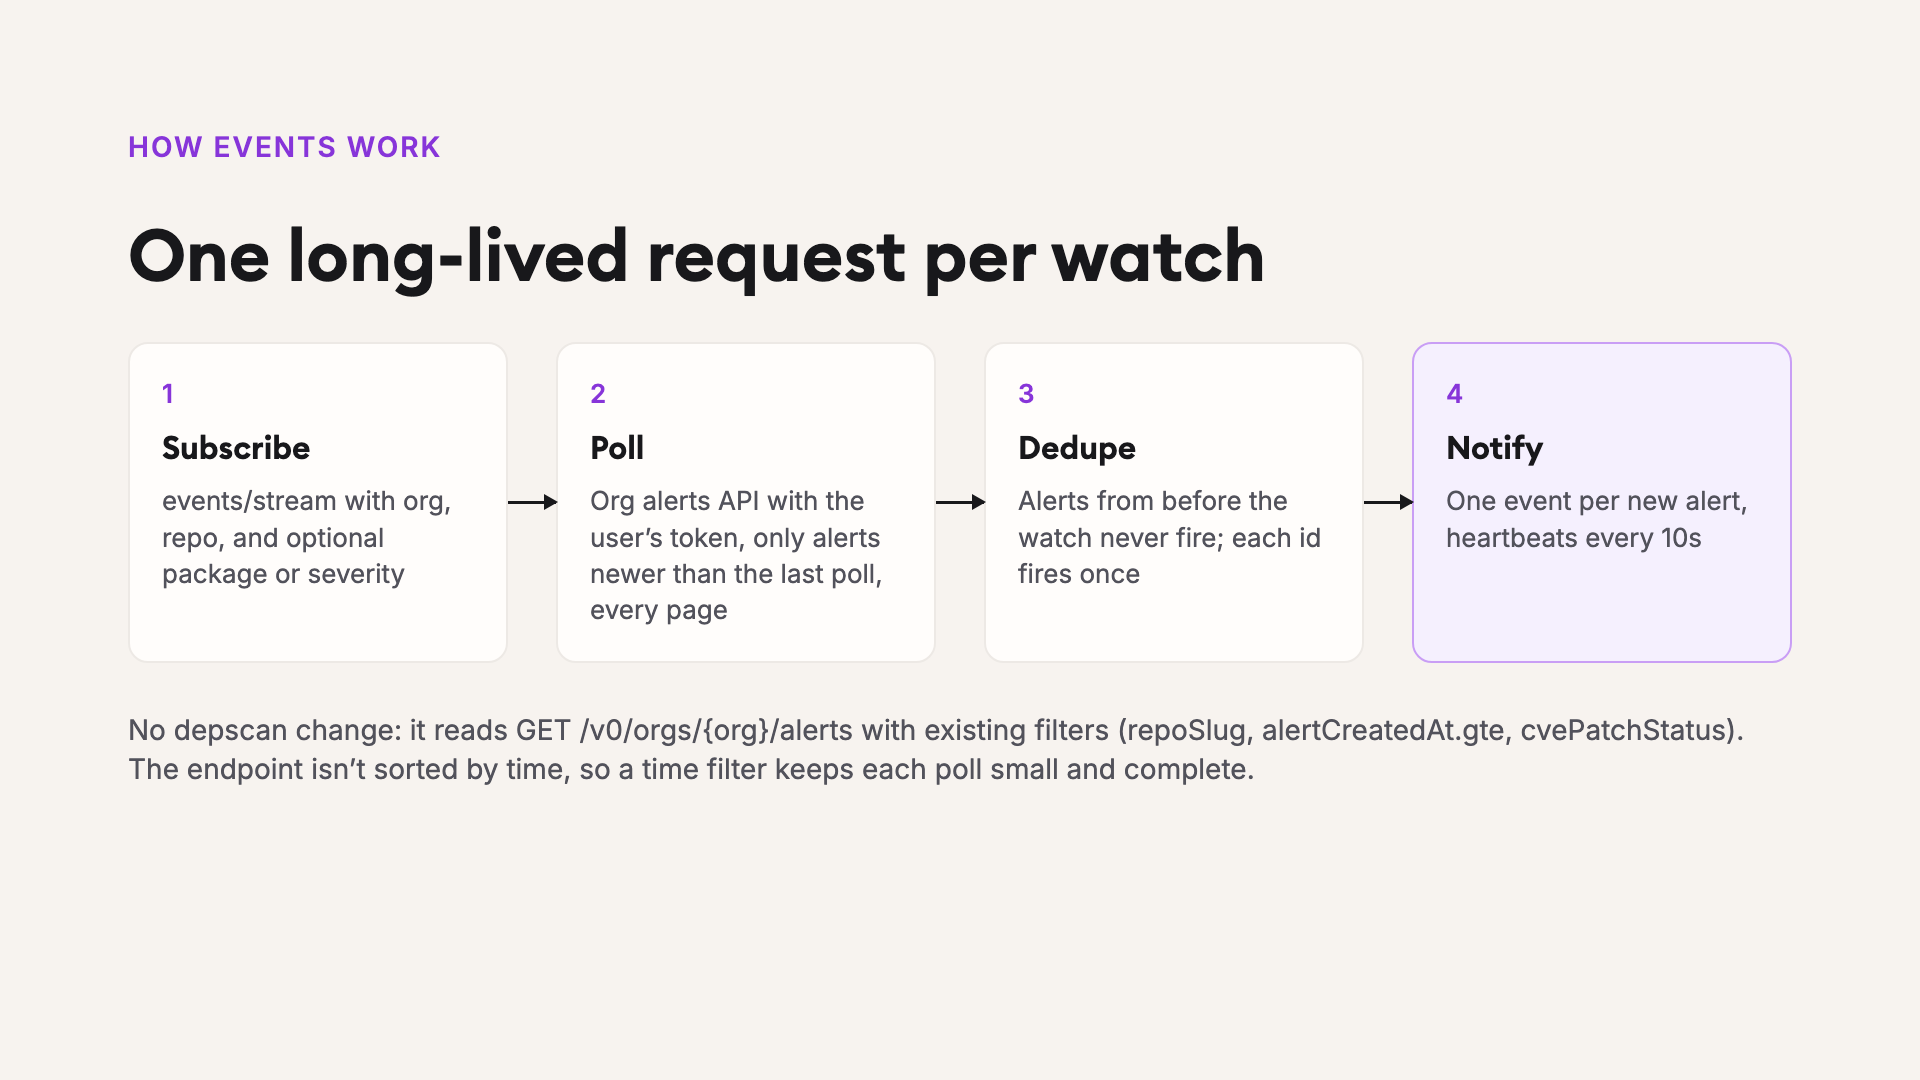 HOW EVENTS WORK
One long-lived request per watch
1
Subscribe
events/stream with org,
repo, and optional
package or severity
2
Poll
Org alerts API with the
user’s token, only alerts
newer than the last poll,
every page
3
Dedupe
Alerts from before the
watch never fire; each id
fires once
4
Notify
One event per new alert,
heartbeats every 10s
No depscan change: it reads GET /v0/orgs/{org}/alerts with existing filters (repoSlug, alertCreatedAt.gte, cvePatchStatus).
The endpoint isn’t sorted by time, so a time filter keeps each poll small and complete.